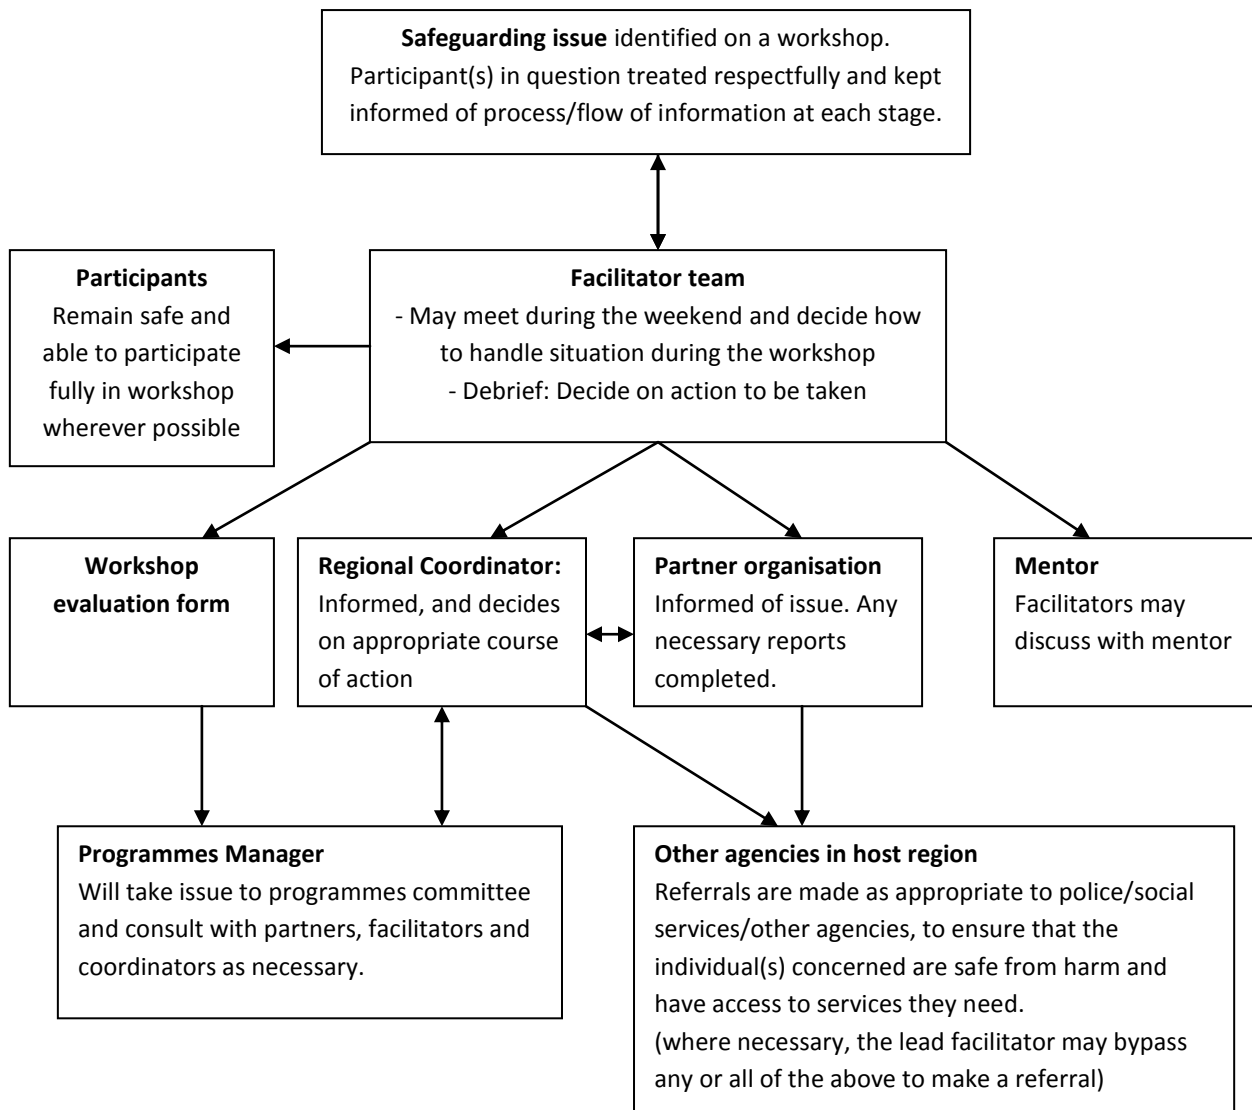 Safeguarding issue identified on a workshop.
Participant(s) in question treated respectfully and kept
informed of process/flow of information at each stage.
Participants
Remain safe and
able to participate
fully in workshop
wherever possible
Facilitator team
- May meet during the weekend and decide how
to handle situation during the workshop
- Debrief: Decide on action to be taken
Workshop
evaluation form
Regional Coordinator:
Informed, and decides
on appropriate course
of action
Partner organisation
Informed of issue. Any
necessary reports
completed.
Mentor
Facilitators may
discuss with mentor
Programmes Manager
Will take issue to programmes committee
and consult with partners, facilitators and
coordinators as necessary.
Other agencies in host region
Referrals are made as appropriate to police/social
services/other agencies, to ensure that the
individual(s) concerned are safe from harm and
have access to services they need.
(where necessary, the lead facilitator may bypass
any or all of the above to make a referral)